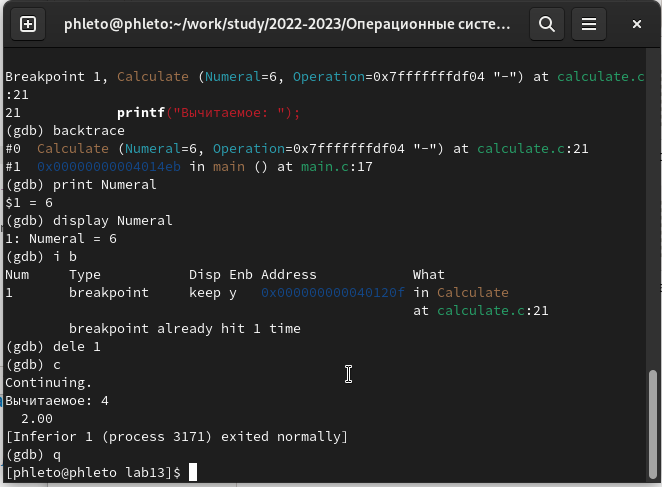 phleto@phleto:~/work/study/2022-2023/Операционные систе...
Breakpoint 1, Calculate (Numeral=6, Operation=0x7fffffffdf04 "-") at calculate.c
:21
21 printf("Вычитаемое: ");
(gdb) backtrace
#0 Calculate (Numeral=6, Operation=0x7fffffffdf04 "-") at calculate.c:21
#1 0x00000000004014eb in main () at main.c:17
(gdb) print Numeral
$1 = 6
(gdb) display Numeral
1: Numeral = 6
(gdb) i b
Num Type Disp Enb Address What
1 breakpoint keep y 0x000000000040120f in Calculate
at calculate.c:21
breakpoint already hit 1 time
(gdb) dele 1
(gdb) c
Continuing.
Вычитаемое: 4
2.00
[Inferior 1 (process 3171) exited normally]
(gdb) q
[phleto@phleto lab13]$